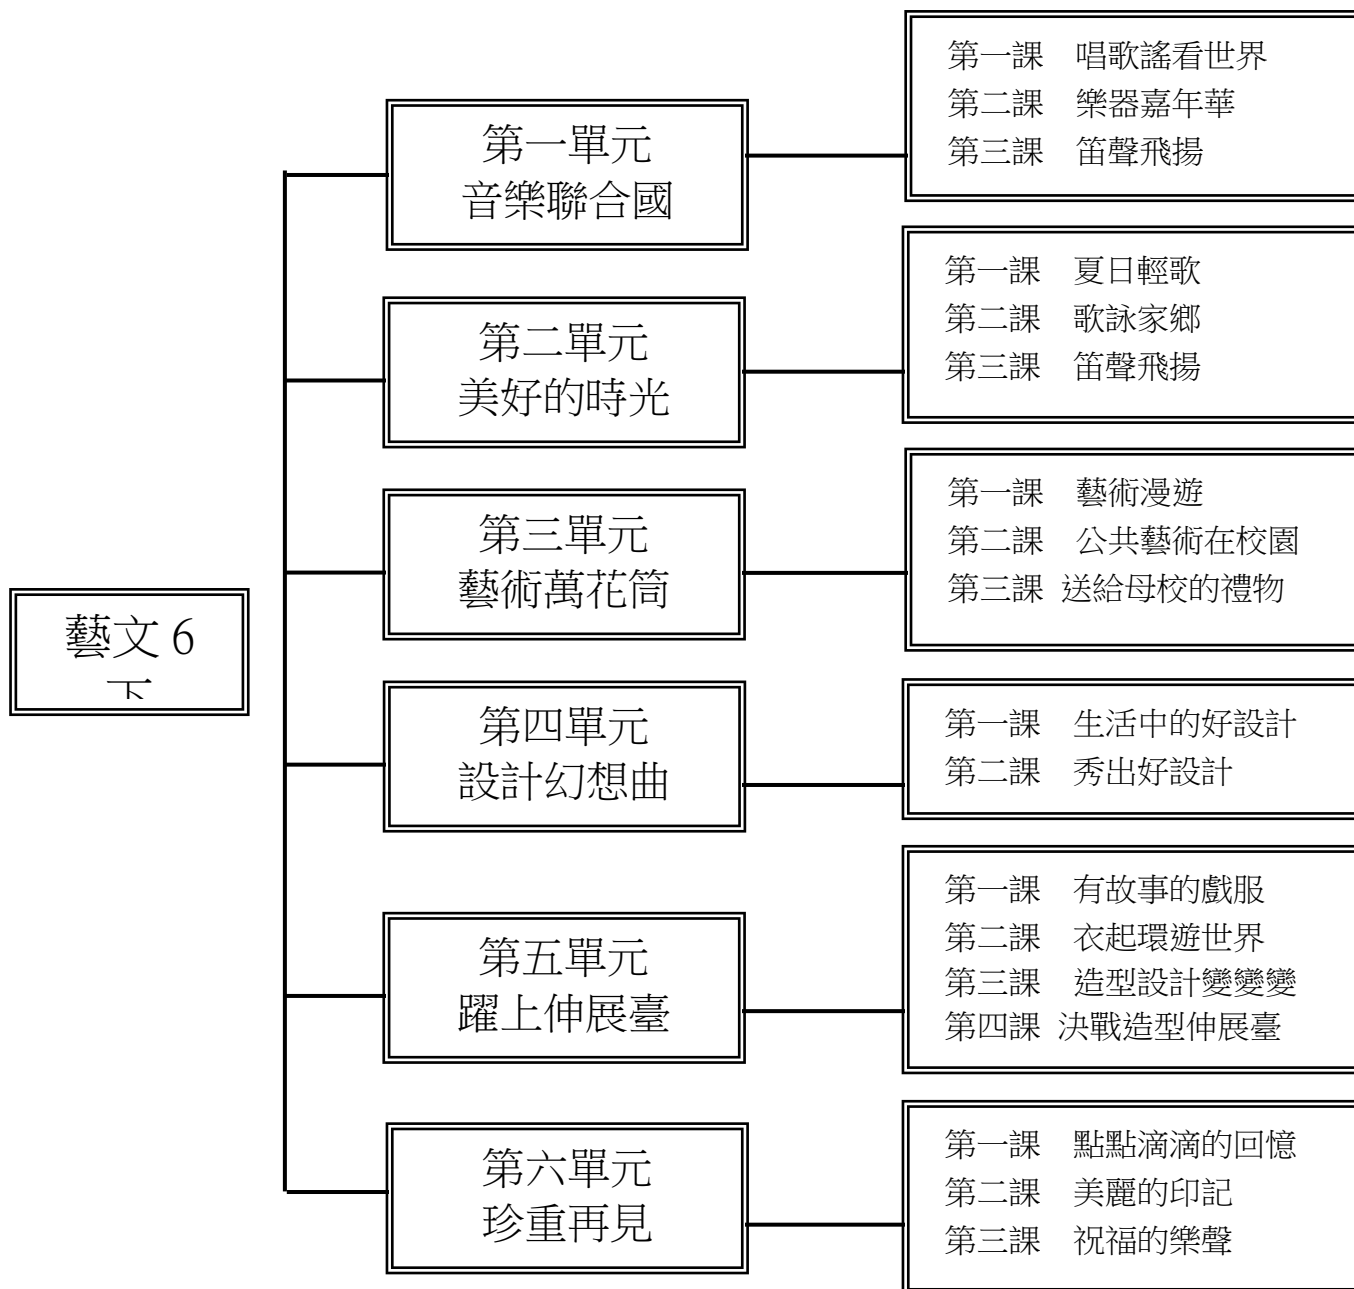 藝文 6
下
第一單元
音樂聯合國
第一課　唱歌謠看世界
第二課　樂器嘉年華
第三課　笛聲飛揚
第二單元
美好的時光
第一課　夏日輕歌
第二課　歌詠家鄉
第三課　笛聲飛揚
第三單元
藝術萬花筒
第一課　藝術漫遊
第二課　公共藝術在校園
第三課 送給母校的禮物
第四單元
設計幻想曲
第一課　生活中的好設計
第二課　秀出好設計
第五單元
躍上伸展臺
第一課　有故事的戲服
第二課　衣起環遊世界
第三課　造型設計變變變
第四課 決戰造型伸展臺
第六單元
珍重再見
第一課　點點滴滴的回憶
第二課　美麗的印記
第三課　祝福的樂聲